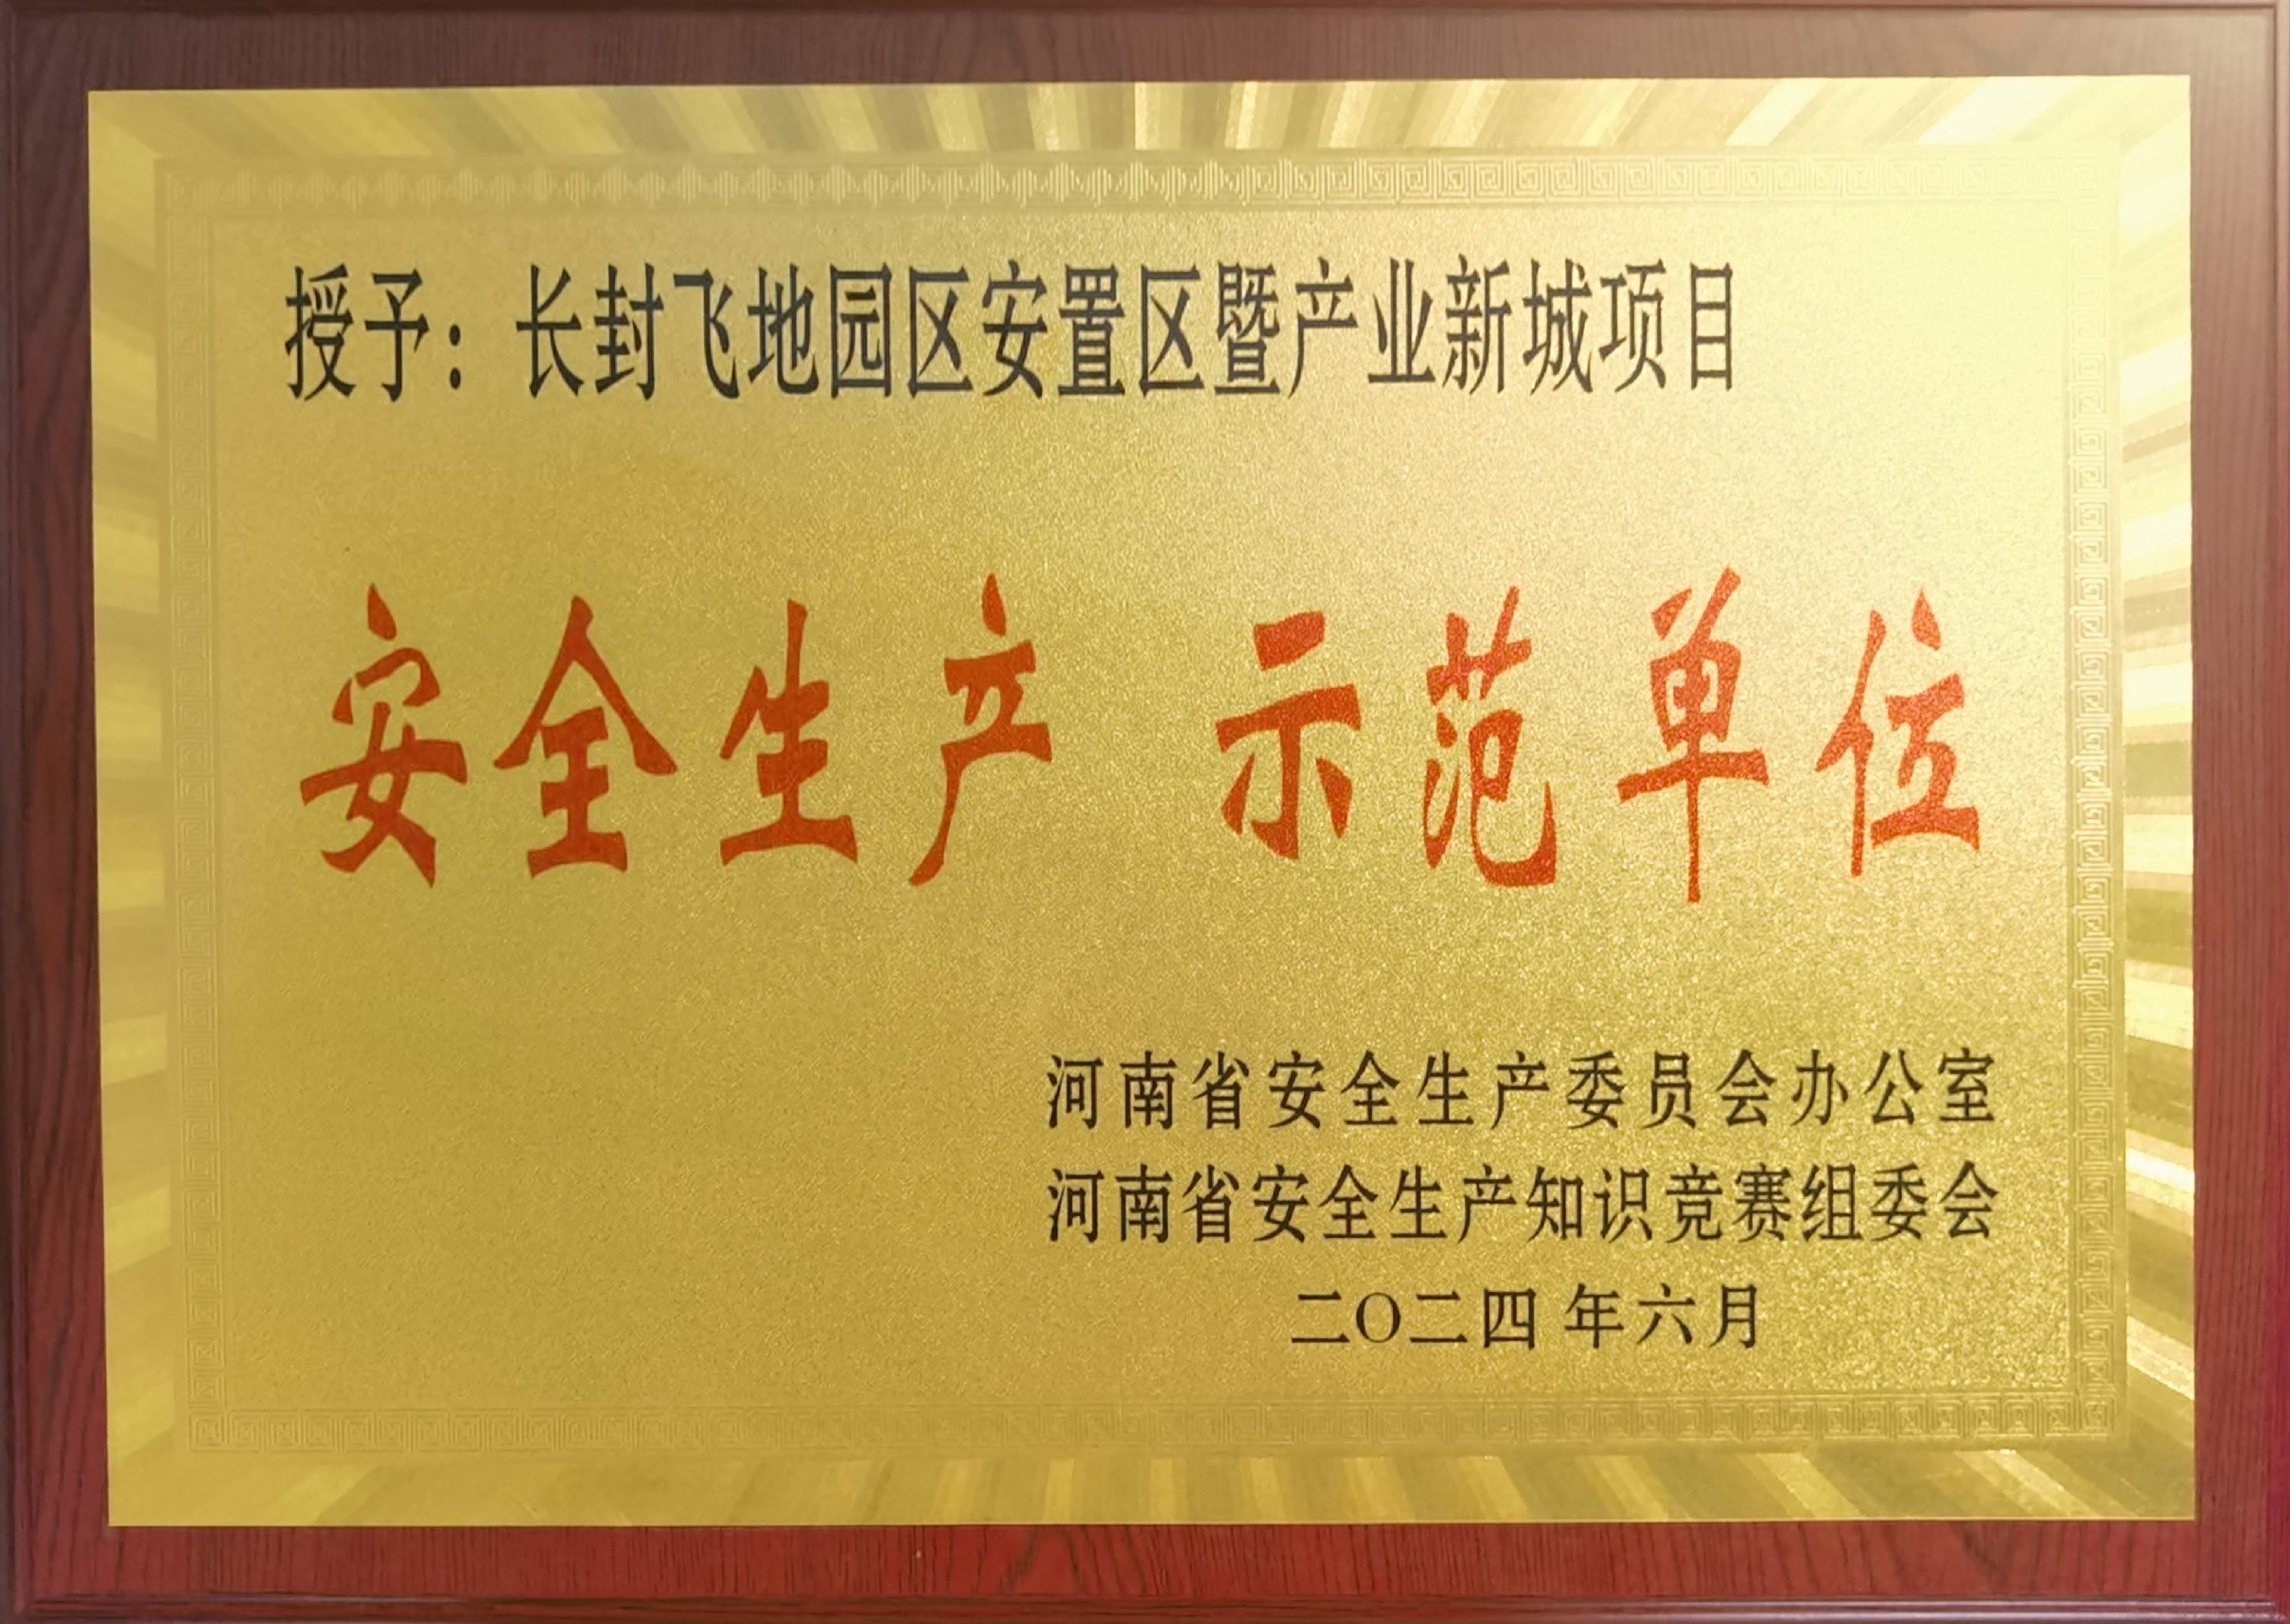 授予：长封飞地园区安置区暨产业新城项目
安全生产 示范单位
河南省安全生产委员会办公室
河南省安全生产知识竞赛组委会
二〇二四 年六月